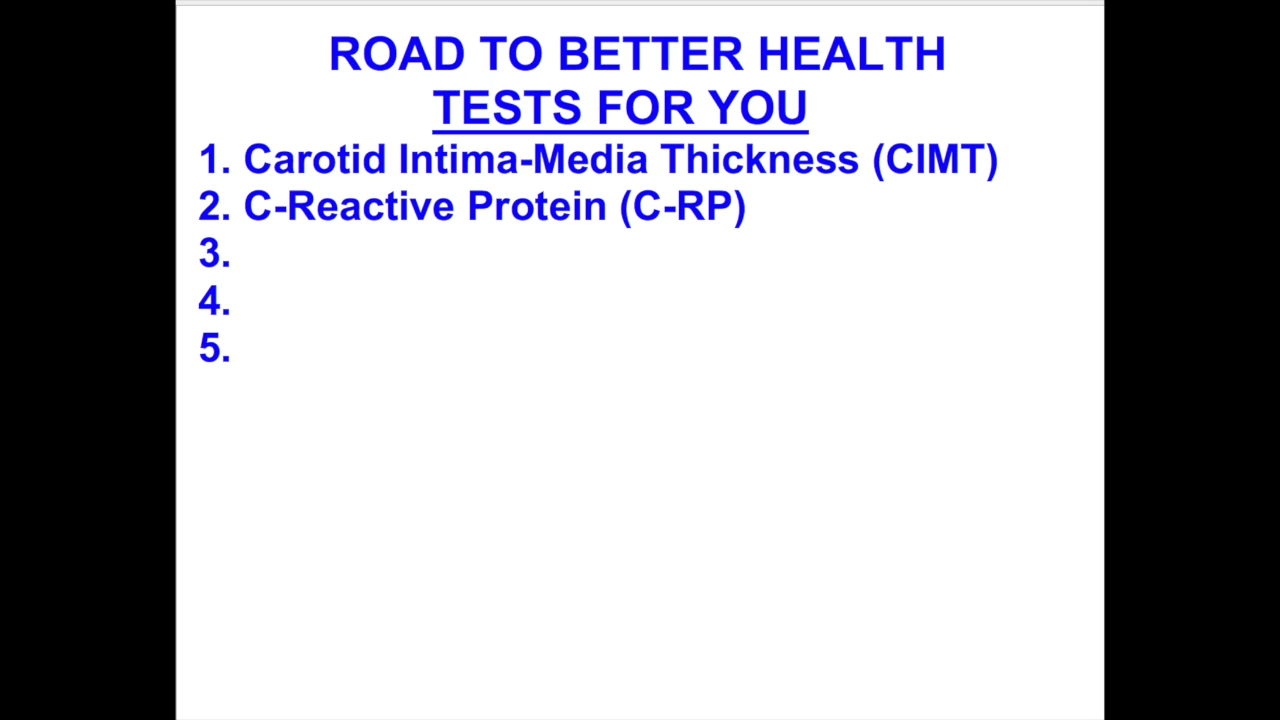 ROAD TO BETTER HEALTH
TESTS FOR YOU
1. Carotid Intima-Media Thickness (CIMT)
2. C-Reactive Protein (C-RP)
3.
4.
5.